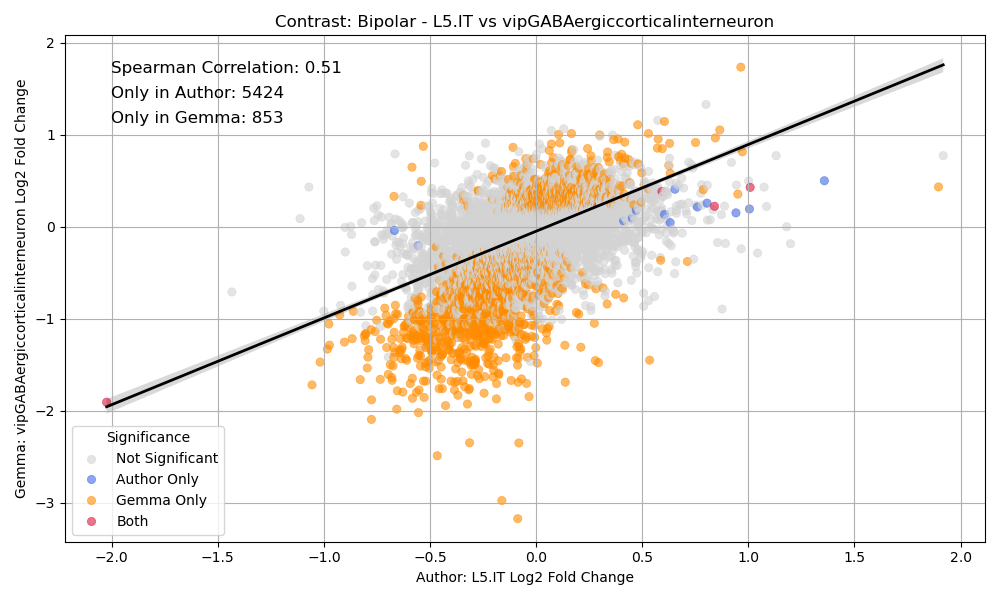 Contrast: Bipolar - L5.IT vs vipGABAergiccorticalinterneuron
Spearman Correlation: 0.51
Only in Author: 5424
Only in Gemma: 853
Gemma: vipGABAergiccorticalinterneuron Log2 Fold Change
2
1
0
−1
−2
−3
Significance
Not Significant
Author Only
Gemma Only
Both
−2.0 −1.5 −1.0 −0.5 0.0 0.5 1.0 1.5 2.0
Author: L5.IT Log2 Fold Change